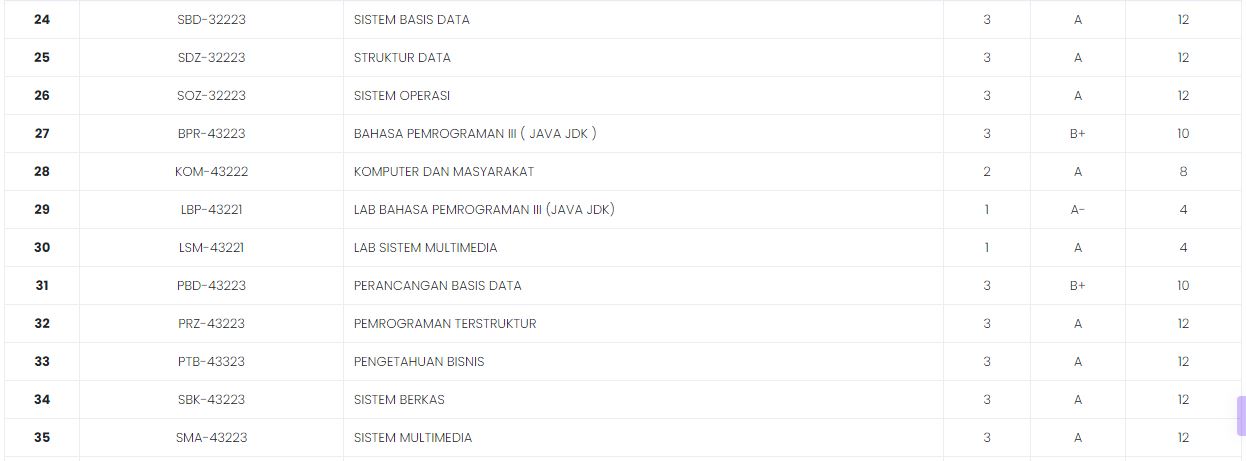 24 SBD-32223 SISTEM BASIS DATA 3 A 12
25 SDZ-32223 STRUKTUR DATA 3 A 12
26 SOZ-32223 SISTEM OPERASI 3 A 12
27 BPR-43223 BAHASA PEMROGRAMAN III ( JAVA JDK ) 3 B+ 10
28 KOM-43222 KOMPUTER DAN MASYARAKAT 2 A 8
29 LBP-43221 LAB BAHASA PEMROGRAMAN III (JAVA JDK) 1 A- 4
30 LSM-43221 LAB SISTEM MULTIMEDIA 1 A 4
31 PBD-43223 PERANCANGAN BASIS DATA 3 B+ 10
32 PRZ-43223 PEMROGRAMAN TERSTRUKTUR 3 A 12
33 PTB-43323 PENGETAHUAN BISNIS 3 A 12
34 SBK-43223 SISTEM BERKAS 3 A 12
35 SMA-43223 SISTEM MULTIMEDIA 3 A 12